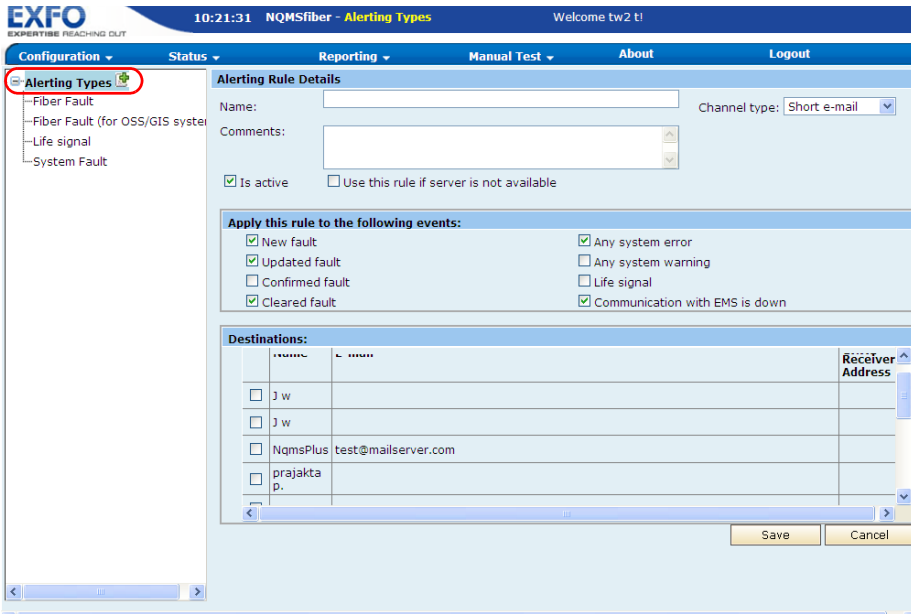 EXFO
EXPERTISE REACHING OUT
10:21:31 NQMSfiber - Alerting Types Welcome tw2 t!
Configuration Status Reporting Manual Test About Logout
Alerting Types
Fiber Fault
Fiber Fault (for OSS/GIS system
Life signal
System Fault
Alerting Rule Details
Name:
Channel type: Short e-mail
Comments:
Is active Use this rule if server is not available
Apply this rule to the following events:
New fault Any system error
Updated fault Any system warning
Confirmed fault Life signal
Cleared fault Communication with EMS is down
Destinations:
Name E-mail Receiver
Address
J w
J w
NqmsPlus test@mailserver.com
prajakta
p.
Save Cancel